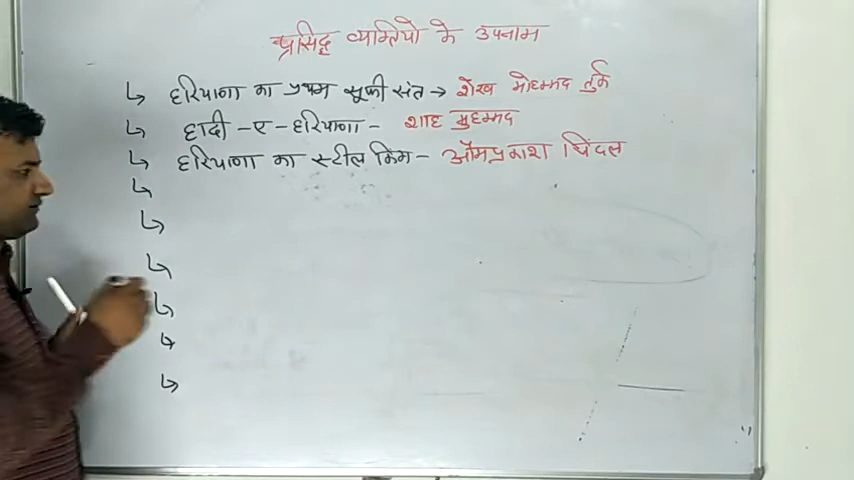 प्रसिद्ध व्यक्तियो के उपनाम
↳ हरियाणा का प्रथम सूफी संत → शेख मोहम्मद तुर्क
↳ हादी - ए - हरियाणा - शाह मुहम्मद
↳ हरियाणा का स्टील किंग - ओमप्रकाश जिंदल
↳
↳
↳
↳
↳
↳